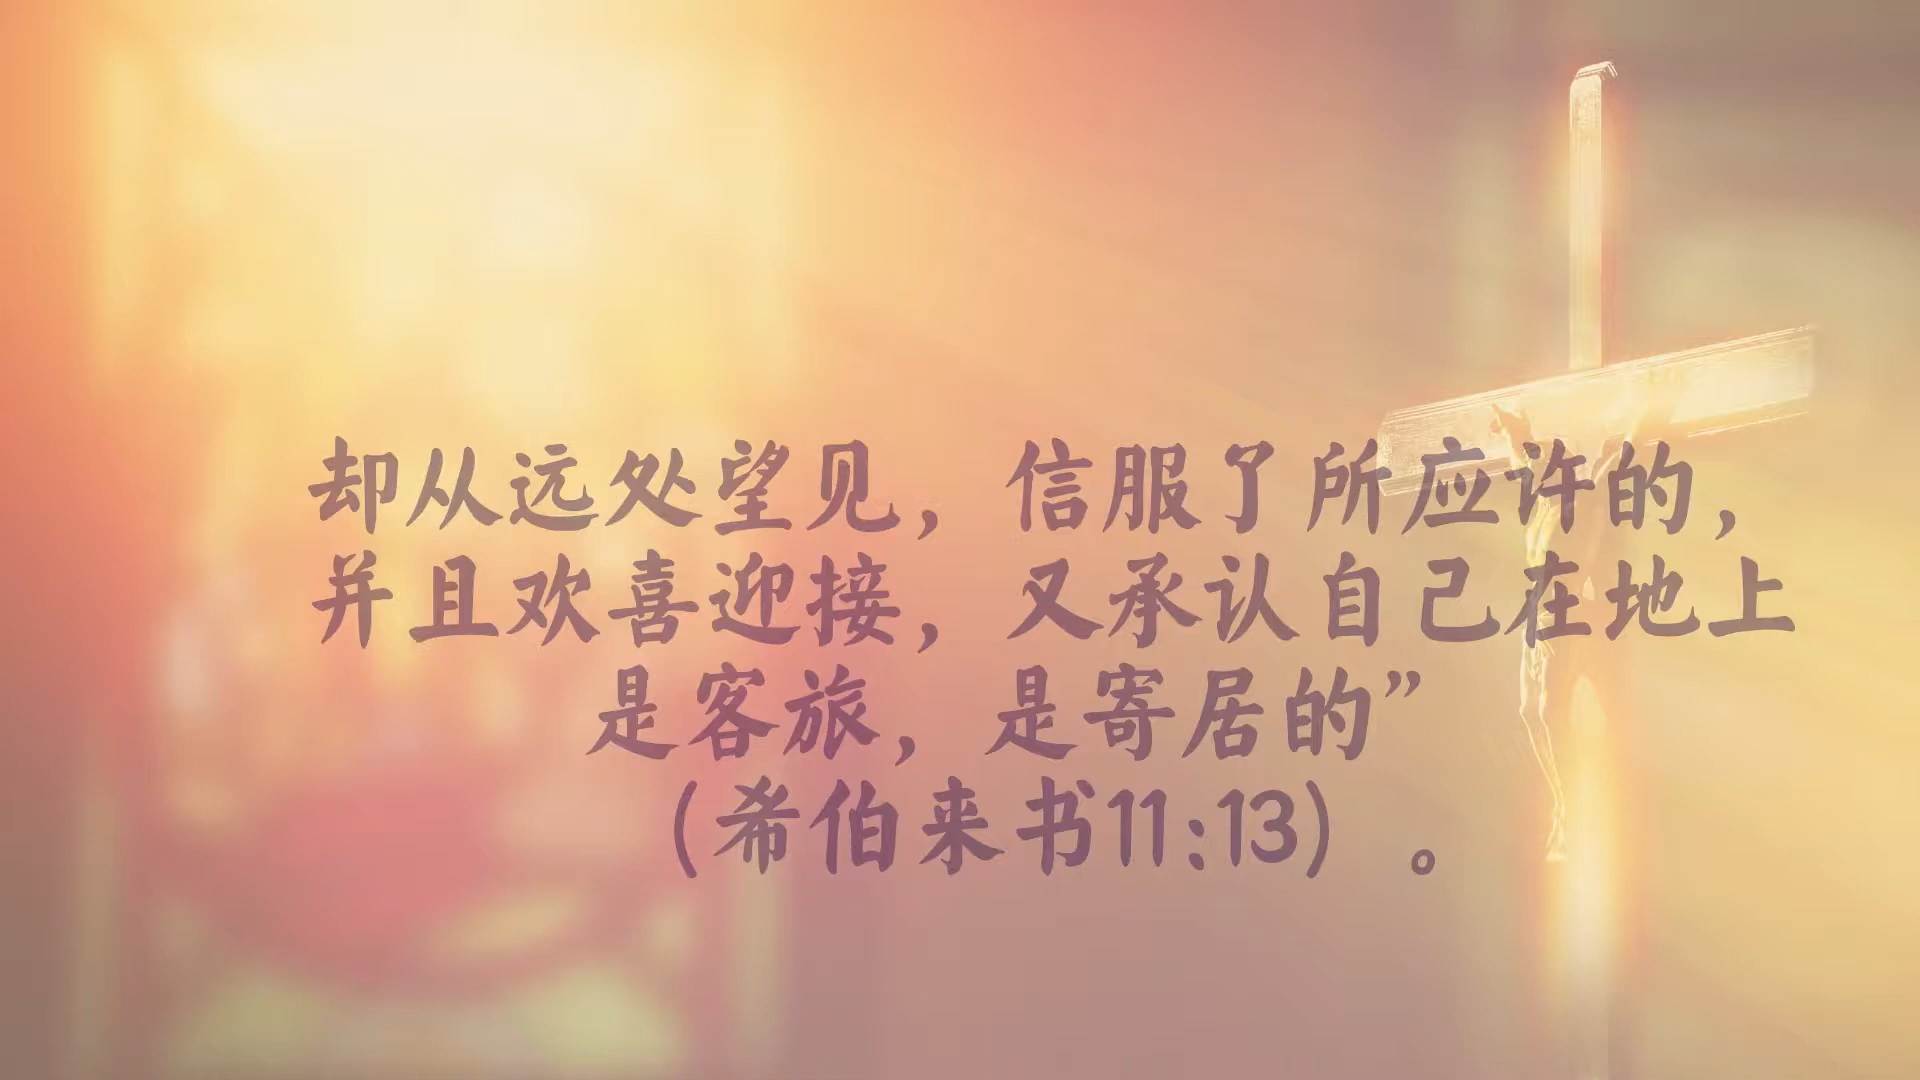 却从远处望见，信服了所应许的，
并且欢喜迎接，又承认自己在地上
是客旅，是寄居的”
（希伯来书11:13）。